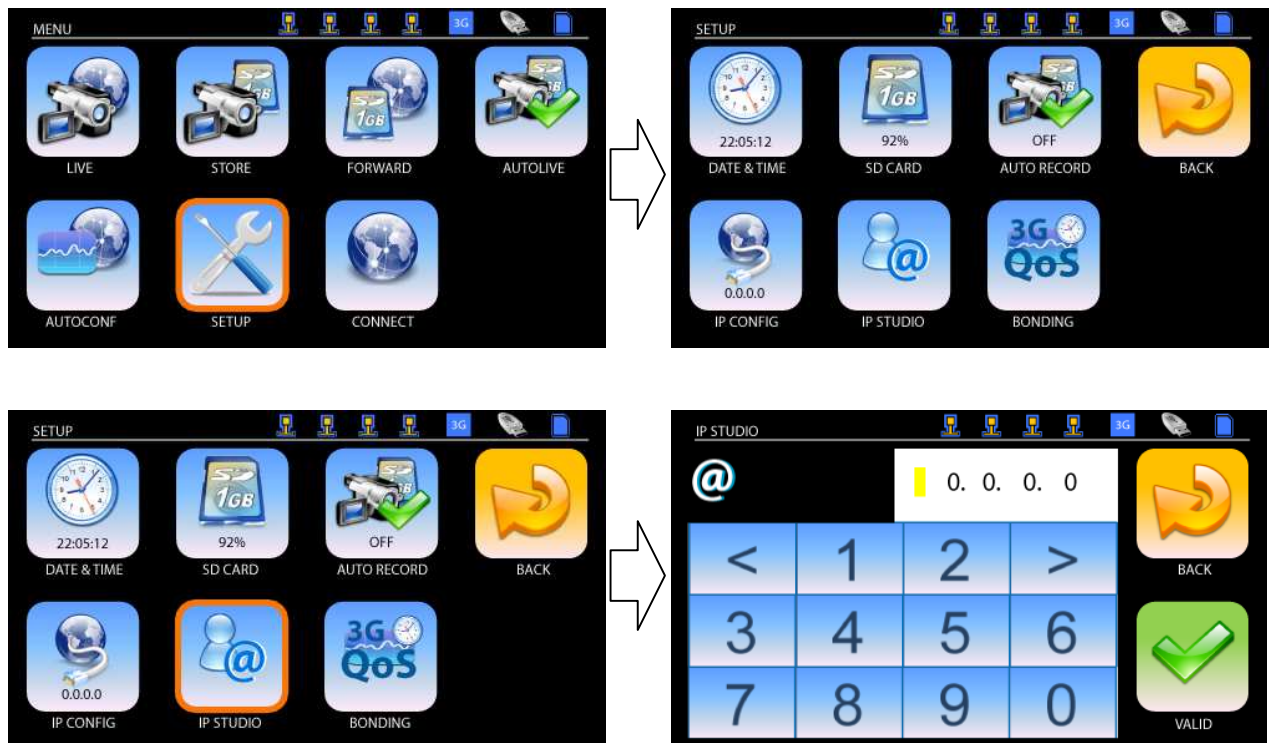 MENU 3G
1GB 1GB
LIVE STORE FORWARD AUTOLIVE
AUTOCONF SETUP CONNECT
SETUP 3G
22:05:12 1GB 92% OFF
DATE & TIME SD CARD AUTO RECORD BACK
3G
QoS
0.0.0.0
IP CONFIG IP STUDIO BONDING
SETUP 3G
22:05:12 1GB 92% OFF
DATE & TIME SD CARD AUTO RECORD BACK
3G
QoS
0.0.0.0
IP CONFIG IP STUDIO BONDING
IP STUDIO 3G
@ 0. 0. 0. 0
< 1 2 >
BACK
3 4 5 6
7 8 9 0
VALID